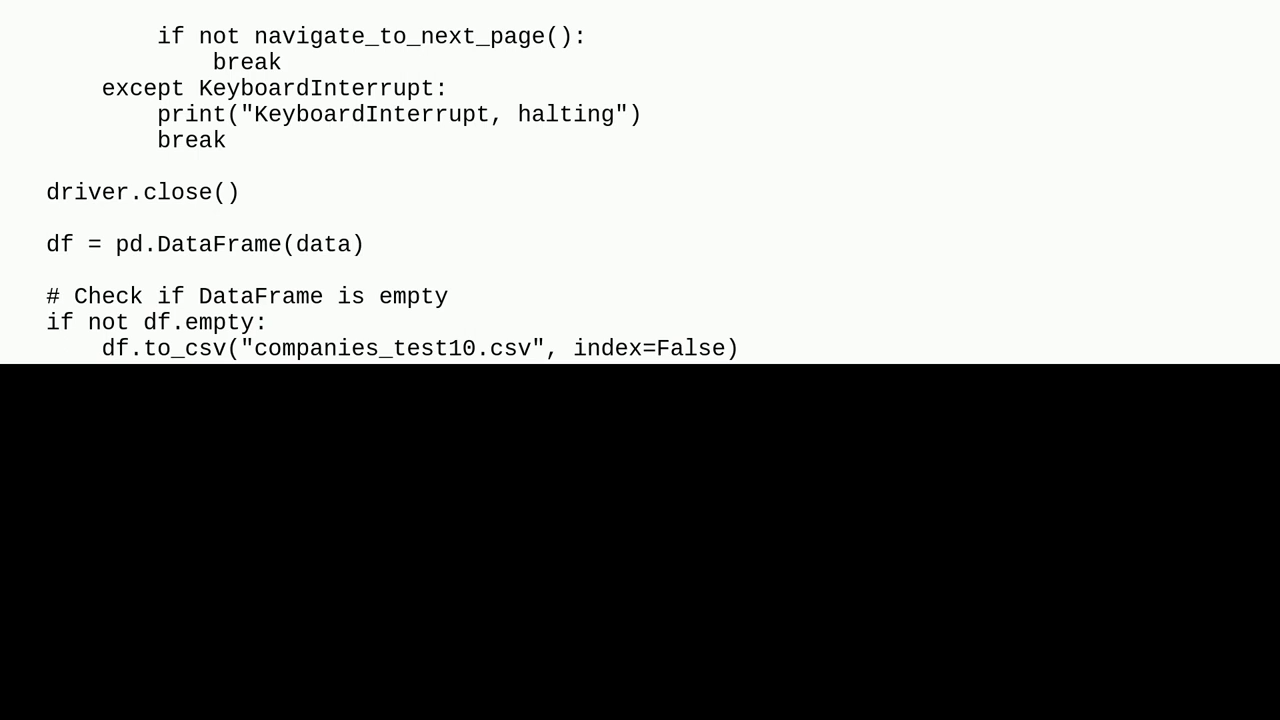 if not navigate_to_next_page():
            break
    except KeyboardInterrupt:
        print("KeyboardInterrupt, halting")
        break

driver.close()

df = pd.DataFrame(data)

# Check if DataFrame is empty
if not df.empty:
    df.to_csv("companies_test10.csv", index=False)